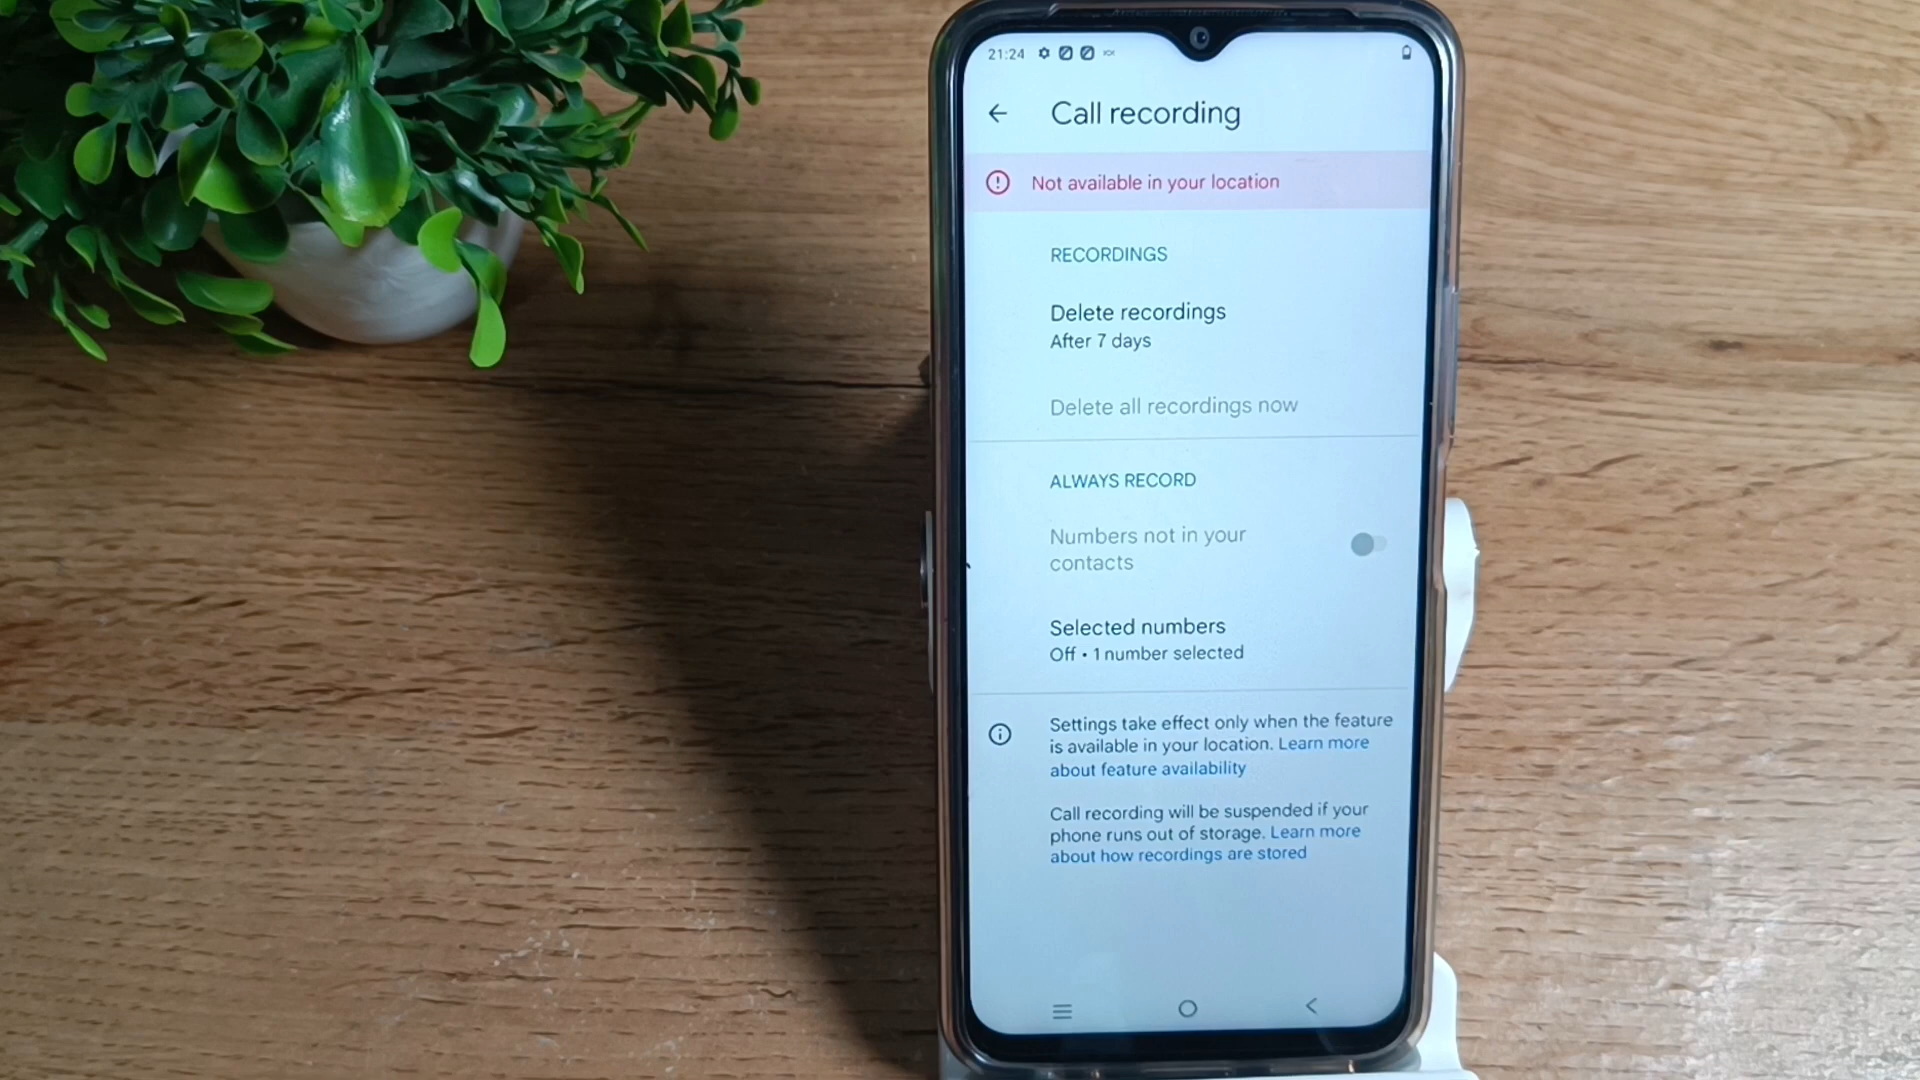 21:24
Call recording
Not available in your location
RECORDINGS
Delete recordings
After 7 days
Delete all recordings now
ALWAYS RECORD
Numbers not in your
contacts
Selected numbers
Off • 1 number selected
Settings take effect only when the feature
is available in your location. Learn more
about feature availability
Call recording will be suspended if your
phone runs out of storage. Learn more
about how recordings are stored